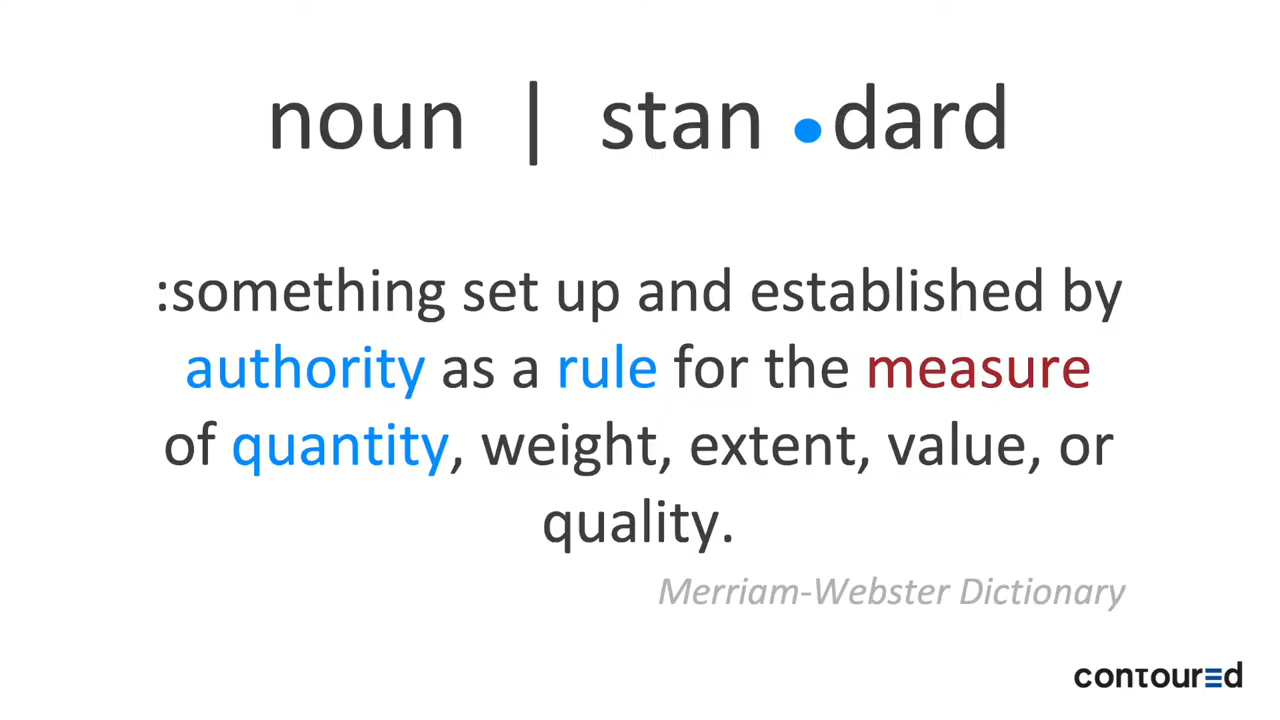 noun | stan •dard
:something set up and established by
authority as a rule for the measure
of quantity, weight, extent, value, or
quality.
Merriam-Webster Dictionary
contoured